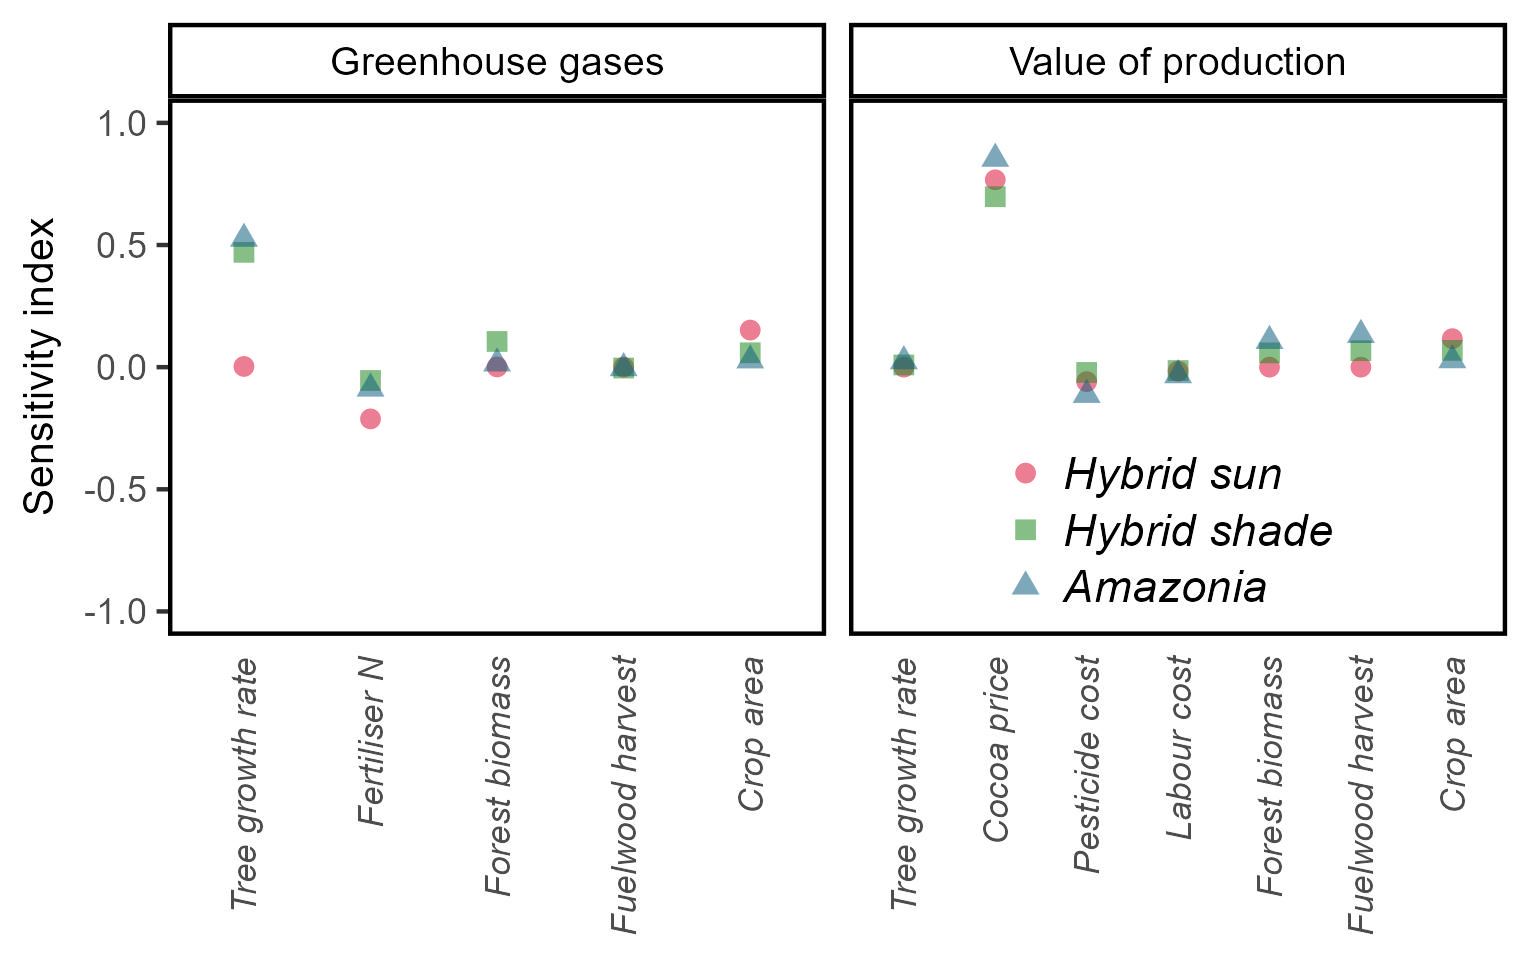 Greenhouse gases
Value of production
Sensitivity index
1.0
0.5
0.0
-0.5
-1.0
Hybrid sun
Hybrid shade
Amazonia
Tree growth rate
Fertiliser N
Forest biomass
Fuelwood harvest
Crop area
Tree growth rate
Cocoa price
Pesticide cost
Labour cost
Forest biomass
Fuelwood harvest
Crop area